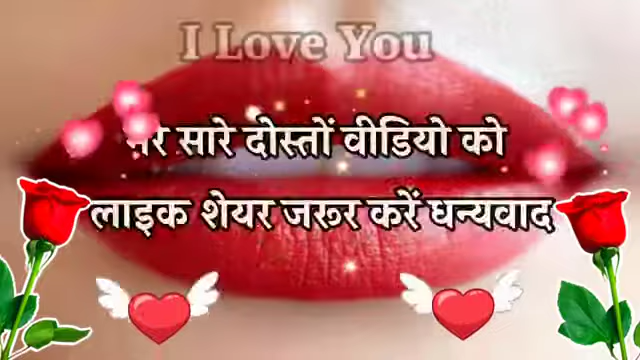 I Love You
मेरे सारे दोस्तों वीडियो को
लाइक शेयर जरूर करें धन्यवाद